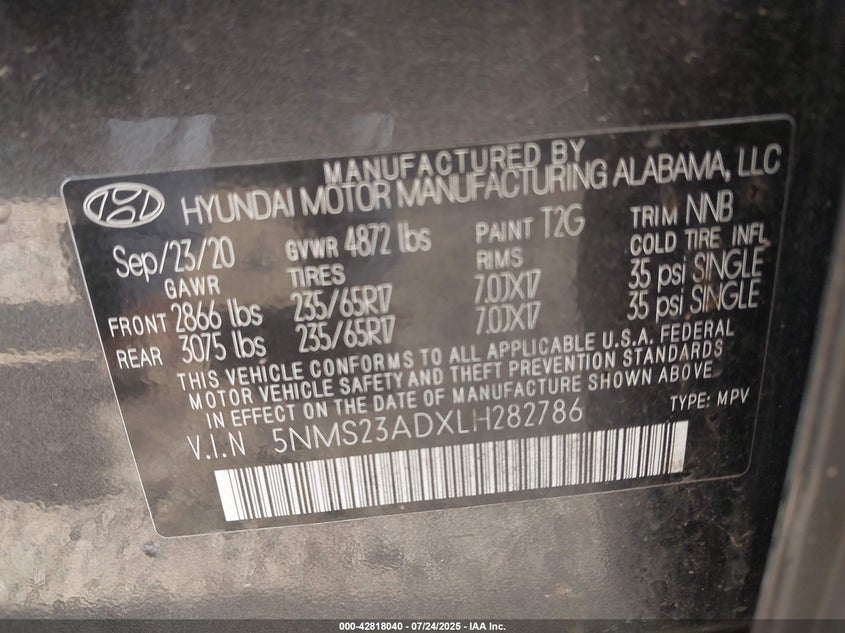 MANUFACTURED BY
HYUNDAI MOTOR MANUFACTURING ALABAMA, LLC
Sep/23/20 GVWR 4872 lbs PAINT T2G TRIM NNB
GAWR TIRES RIMS COLD TIRE INFL
FRONT 2866 lbs 235/65R17 7.0JX17 35 psi SINGLE
REAR 3075 lbs 235/65R17 7.0JX17 35 psi SINGLE
THIS VEHICLE CONFORMS TO ALL APPLICABLE U.S.A. FEDERAL
MOTOR VEHICLE SAFETY AND THEFT PREVENTION STANDARDS
IN EFFECT ON THE DATE OF MANUFACTURE SHOWN ABOVE
V.I.N 5NMS23ADXLH282786 TYPE: MPV
000-42818040 - 07/24/2025 - IAA Inc.